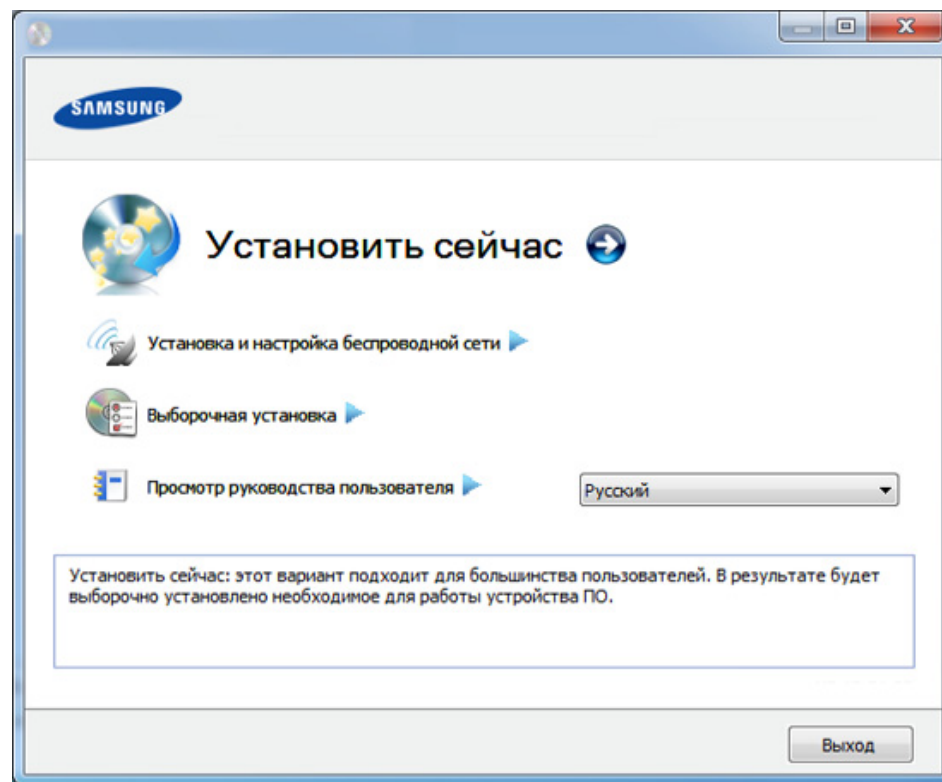 SAMSUNG
Установить сейчас
Установка и настройка беспроводной сети
Выборочная установка
Просмотр руководства пользователя
Русский
Установить сейчас: этот вариант подходит для большинства пользователей. В результате будет
выборочно установлено необходимое для работы устройства ПО.
Выход